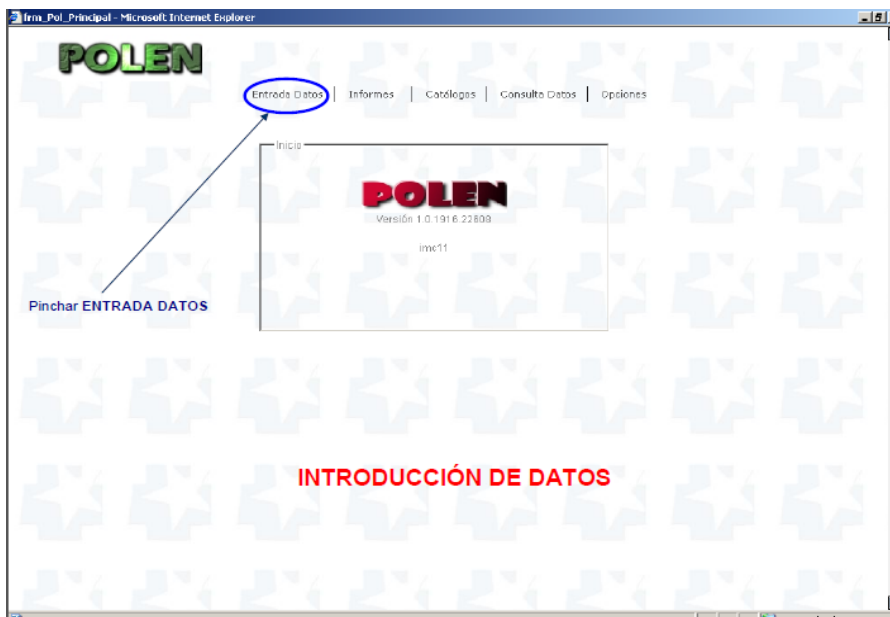 frm_Pol_Principal - Microsoft Internet Explorer
POLEN
Entrada Datos | Informes | Catálogos | Consulta Datos | Opciones
Inicio
POLEN
Versión 1.0.1916.22808
imc11
Pinchar ENTRADA DATOS
INTRODUCCIÓN DE DATOS